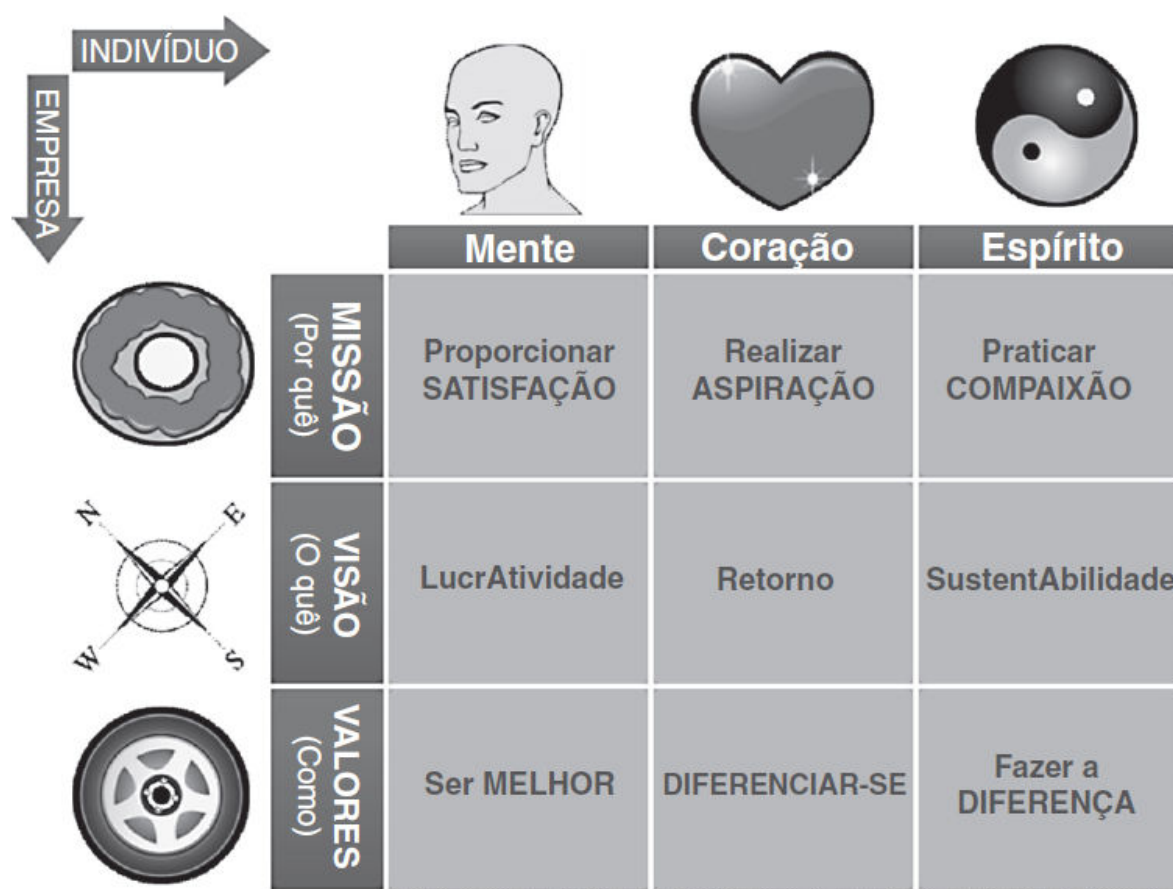 INDIVÍDUO
EMPRESA
N
E
W
S
Mente
Coração
Espírito
MISSÃO
(Por quê)
Proporcionar
SATISFAÇÃO
Realizar
ASPIRAÇÃO
Praticar
COMPAIXÃO
VISÃO
(O quê)
LucrAtividade
Retorno
SustentAbilidade
VALORES
(Como)
Ser MELHOR
DIFERENCIAR-SE
Fazer a
DIFERENÇA